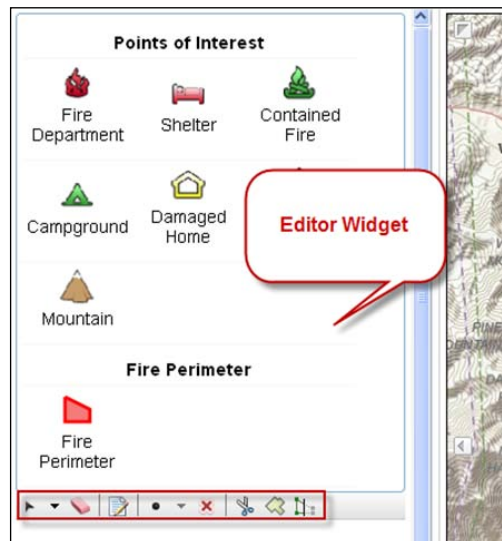 Points of Interest
Fire
Department
Shelter
Contained
Fire
Campground
Damaged
Home
Editor Widget
Mountain
Fire Perimeter
Fire
Perimeter